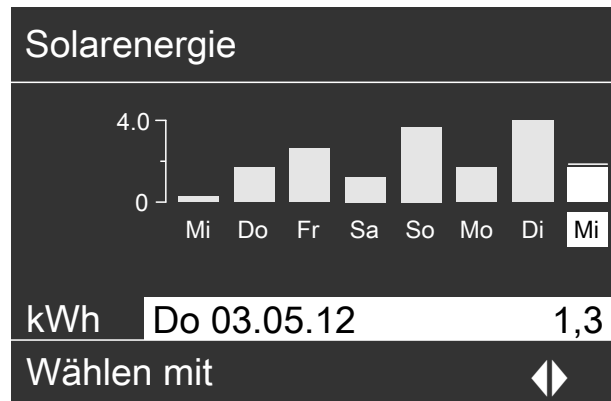 Solarenergie
4.0
0
Mi Do Fr Sa So Mo Di Mi
kWh Do 03.05.12 1,3
Wählen mit